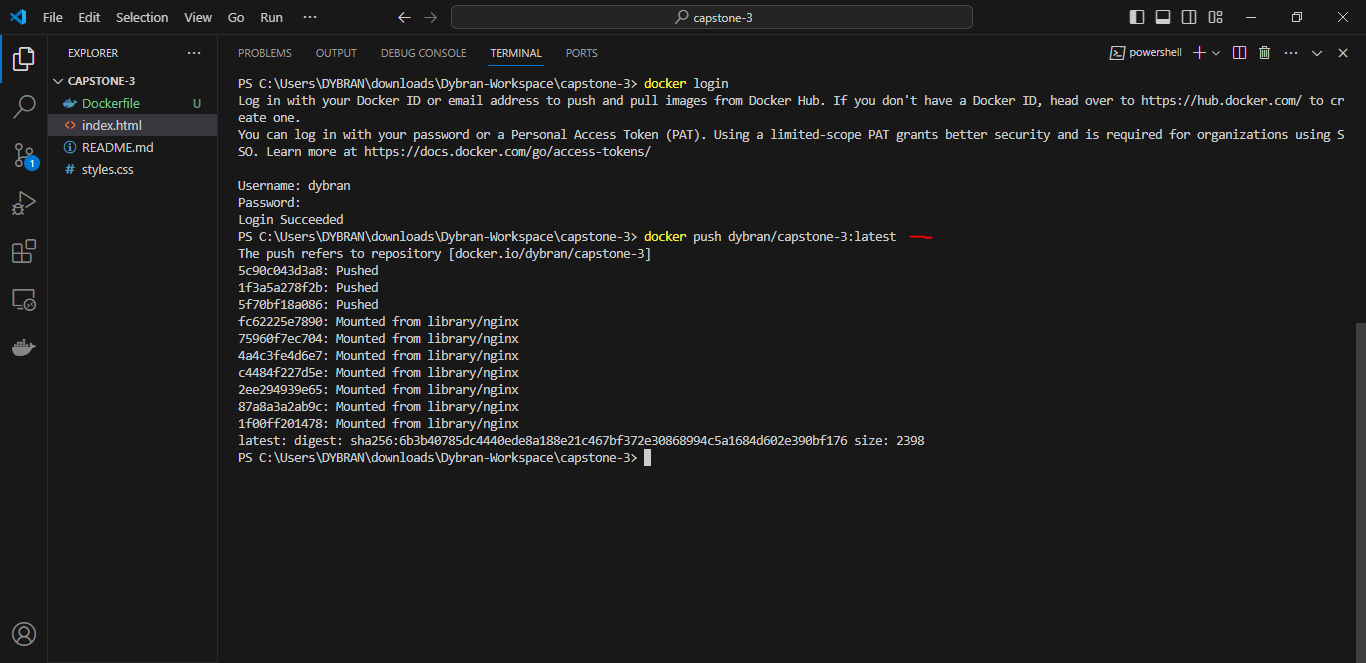 File Edit Selection View Go Run ··· capstone-3
EXPLORER ···
PROBLEMS OUTPUT DEBUG CONSOLE TERMINAL PORTS powershell ···
CAPSTONE-3
Dockerfile U
index.html
README.md
# styles.css
1
PS C:\Users\DYBRAN\downloads\Dybran-Workspace\capstone-3> docker login
Log in with your Docker ID or email address to push and pull images from Docker Hub. If you don't have a Docker ID, head over to https://hub.docker.com/ to cr
eate one.
You can log in with your password or a Personal Access Token (PAT). Using a limited-scope PAT grants better security and is required for organizations using S
SO. Learn more at https://docs.docker.com/go/access-tokens/
Username: dybran
Password:
Login Succeeded
PS C:\Users\DYBRAN\downloads\Dybran-Workspace\capstone-3> docker push dybran/capstone-3:latest
The push refers to repository [docker.io/dybran/capstone-3]
5c90c043d3a8: Pushed
1f3a5a278f2b: Pushed
5f70bf18a086: Pushed
fc62225e7890: Mounted from library/nginx
75960f7ec704: Mounted from library/nginx
4a4c3fe4d6e7: Mounted from library/nginx
c4484f227d5e: Mounted from library/nginx
2ee294939e65: Mounted from library/nginx
87a8a3a2ab9c: Mounted from library/nginx
1f00ff201478: Mounted from library/nginx
latest: digest: sha256:6b3b40785dc4440ede8a188e21c467bf372e30868994c5a1684d602e390bf176 size: 2398
PS C:\Users\DYBRAN\downloads\Dybran-Workspace\capstone-3>